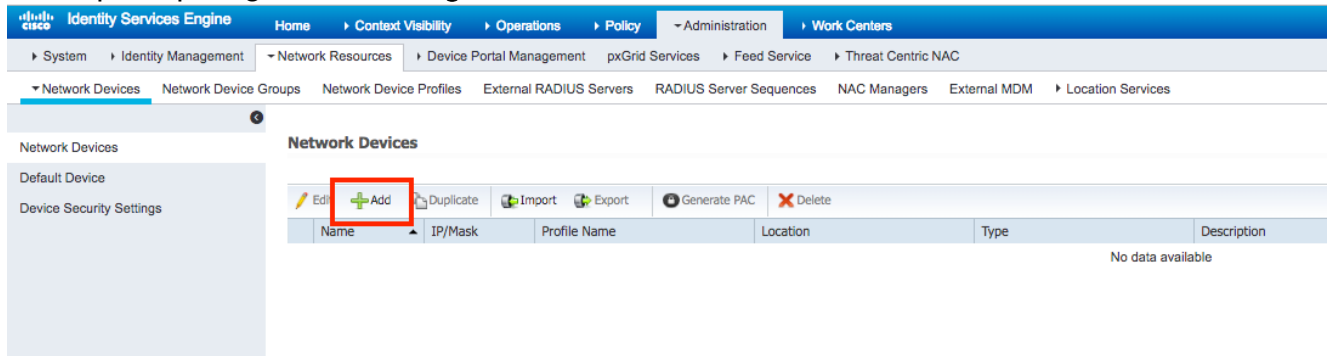 cisco Identity Services Engine Home Context Visibility Operations Policy Administration Work Centers
System Identity Management Network Resources Device Portal Management pxGrid Services Feed Service Threat Centric NAC
Network Devices Network Device Groups Network Device Profiles External RADIUS Servers RADIUS Server Sequences NAC Managers External MDM Location Services
Network Devices
Default Device
Device Security Settings
Network Devices
Edit Add Duplicate Import Export Generate PAC Delete
Name IP/Mask Profile Name Location Type Description
No data available